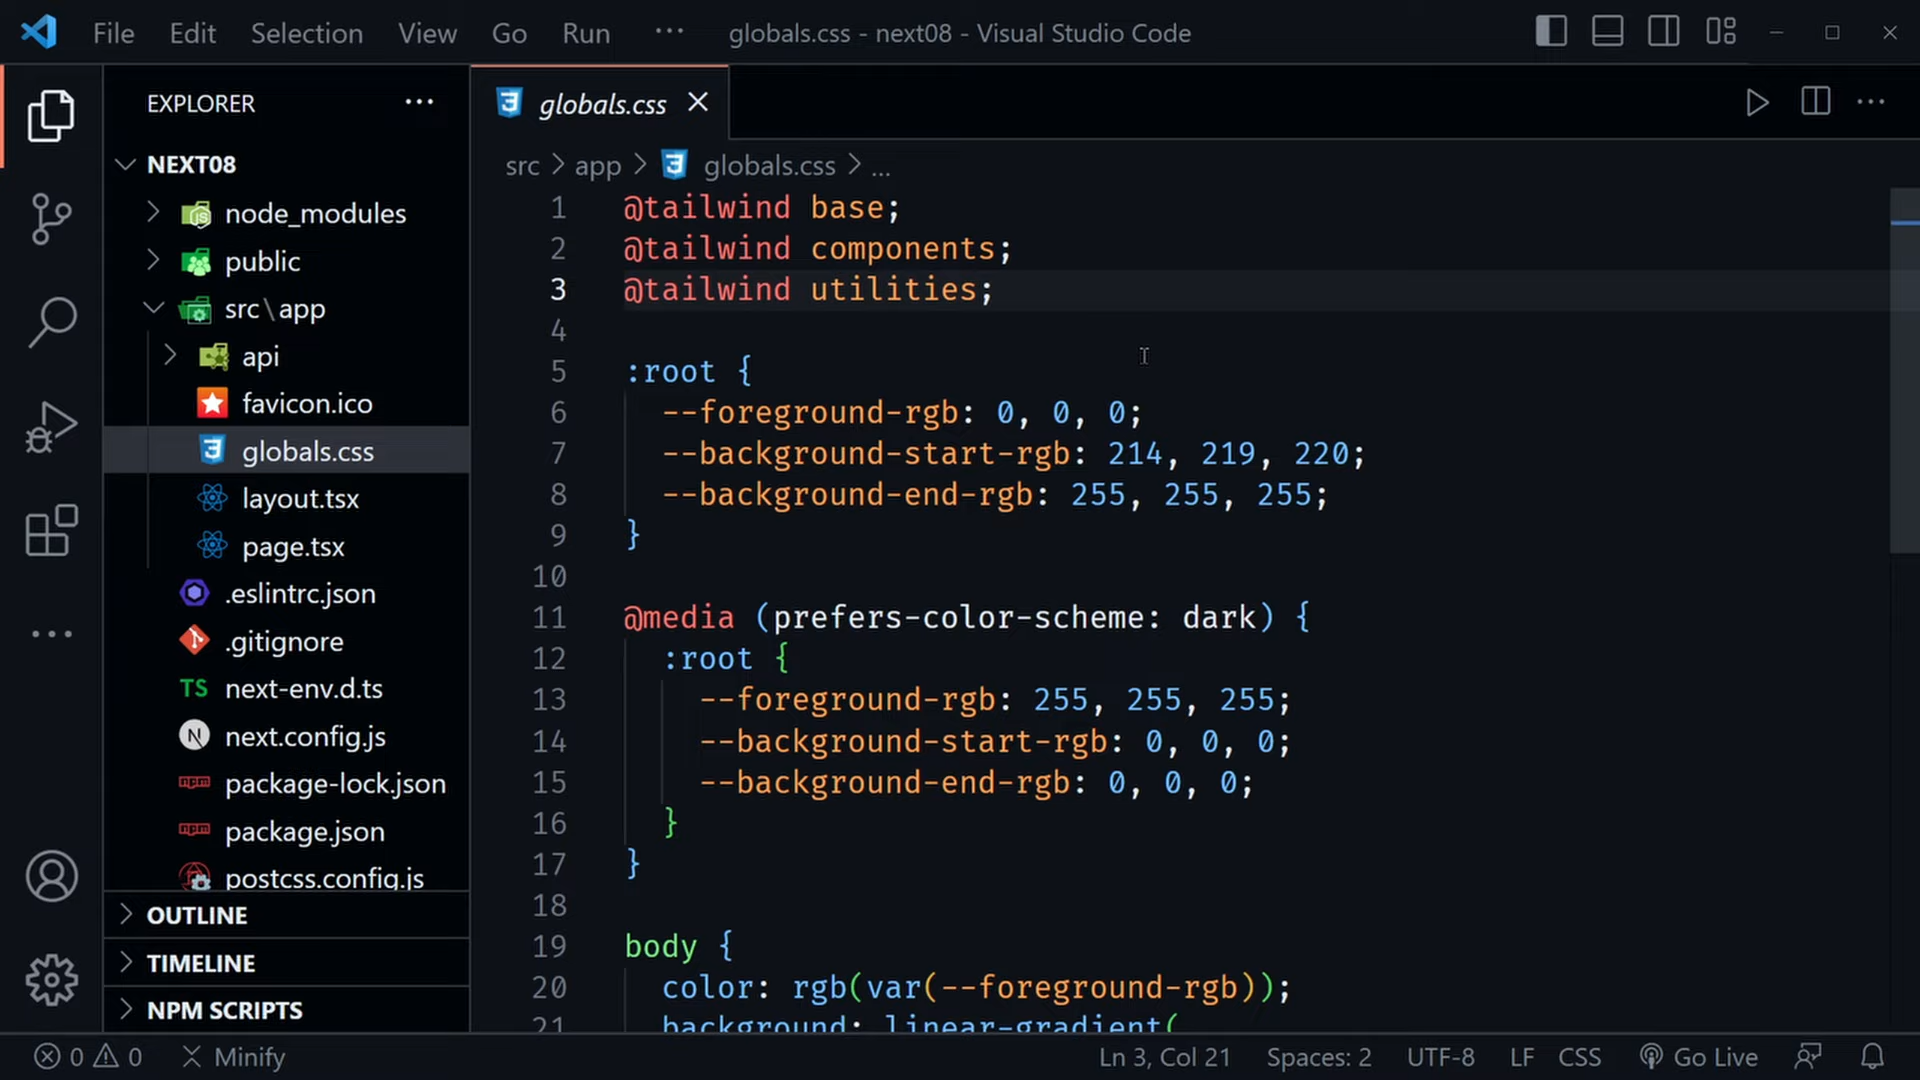 File Edit Selection View Go Run ··· globals.css - next08 - Visual Studio Code
EXPLORER
NEXT08
node_modules
public
src\app
api
favicon.ico
globals.css
layout.tsx
page.tsx
.eslintrc.json
.gitignore
TS next-env.d.ts
N next.config.js
npm package-lock.json
npm package.json
postcss.config.js
OUTLINE
TIMELINE
NPM SCRIPTS
globals.css
src > app > globals.css > ...
1 @tailwind base;
2 @tailwind components;
3 @tailwind utilities;
4
5 :root {
6 --foreground-rgb: 0, 0, 0;
7 --background-start-rgb: 214, 219, 220;
8 --background-end-rgb: 255, 255, 255;
9 }
10
11 @media (prefers-color-scheme: dark) {
12 :root {
13 --foreground-rgb: 255, 255, 255;
14 --background-start-rgb: 0, 0, 0;
15 --background-end-rgb: 0, 0, 0;
16 }
17 }
18
19 body {
20 color: rgb(var(--foreground-rgb));
21 background: linear-gradient(
0 0 Minify Ln 3, Col 21 Spaces: 2 UTF-8 LF CSS Go Live